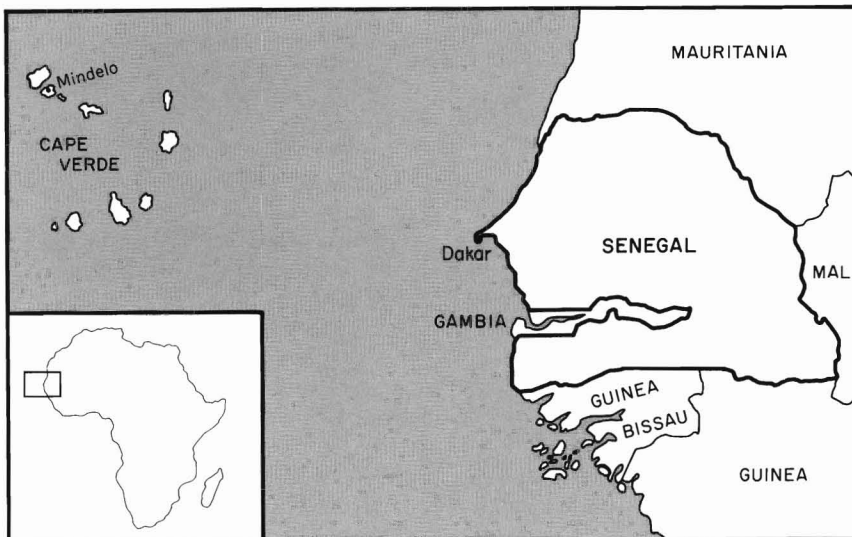 MAURITANIA
Mindelo
CAPE
VERDE
SENEGAL
Dakar
MAL
GAMBIA
GUINEA
BISSAU
GUINEA